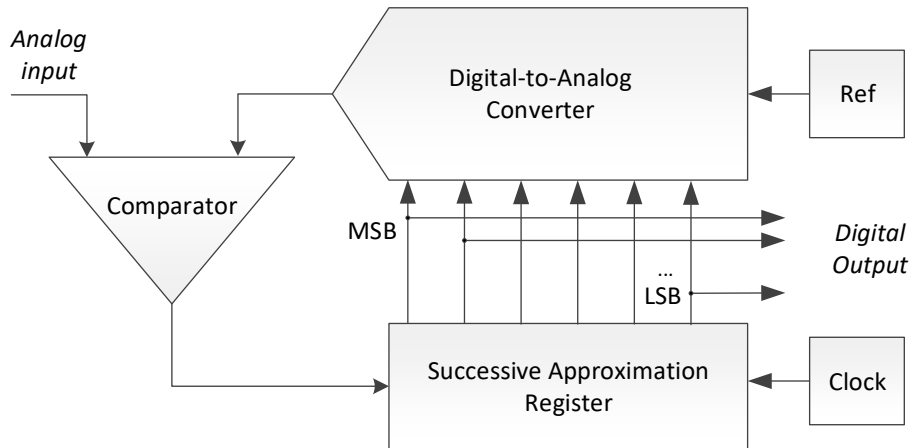 Analog
input
Digital-to-Analog
Converter
Ref
Comparator
MSB
Digital
Output
...
LSB
Successive Approximation
Register
Clock